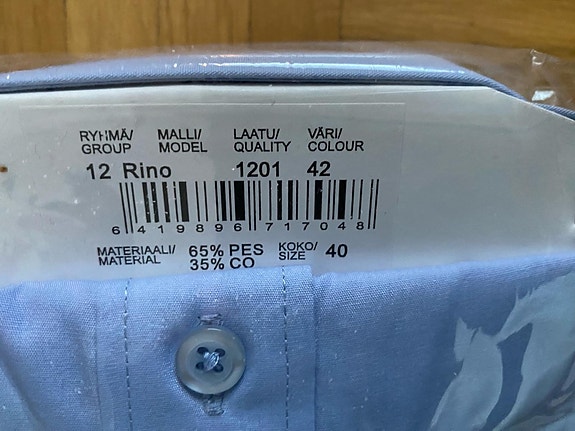 RYHMÄ/ MALLI/ LAATU/ VÄRI/
GROUP MODEL QUALITY COLOUR
12 Rino 1201 42
6 419896 717048
MATERIAALI/ 65% PES KOKO/ 40
MATERIAL 35% CO SIZE